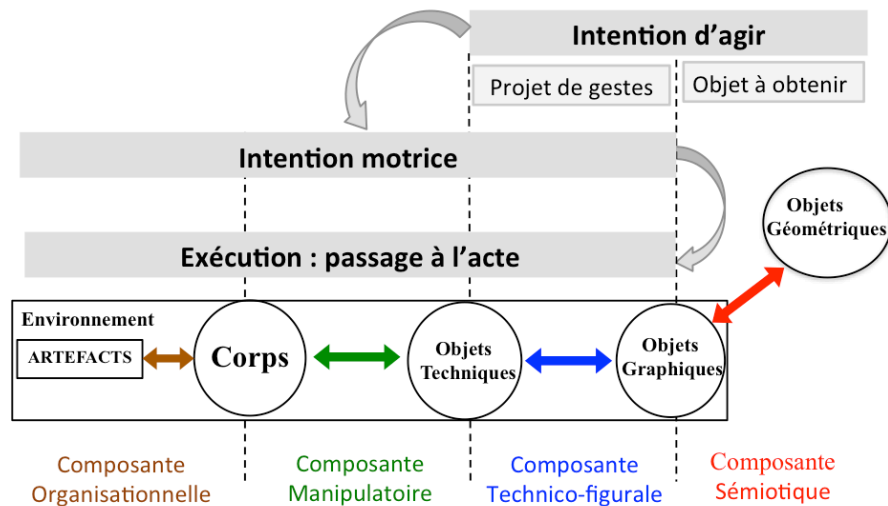 Intention d'agir
Projet de gestes
Objet à obtenir
Intention motrice
Objets
Géométriques
Exécution : passage à l'acte
Environnement
ARTEFACTS
Corps
Objets
Techniques
Objets
Graphiques
Composante
Organisationnelle
Composante
Manipulatoire
Composante
Technico-figurale
Composante
Sémiotique